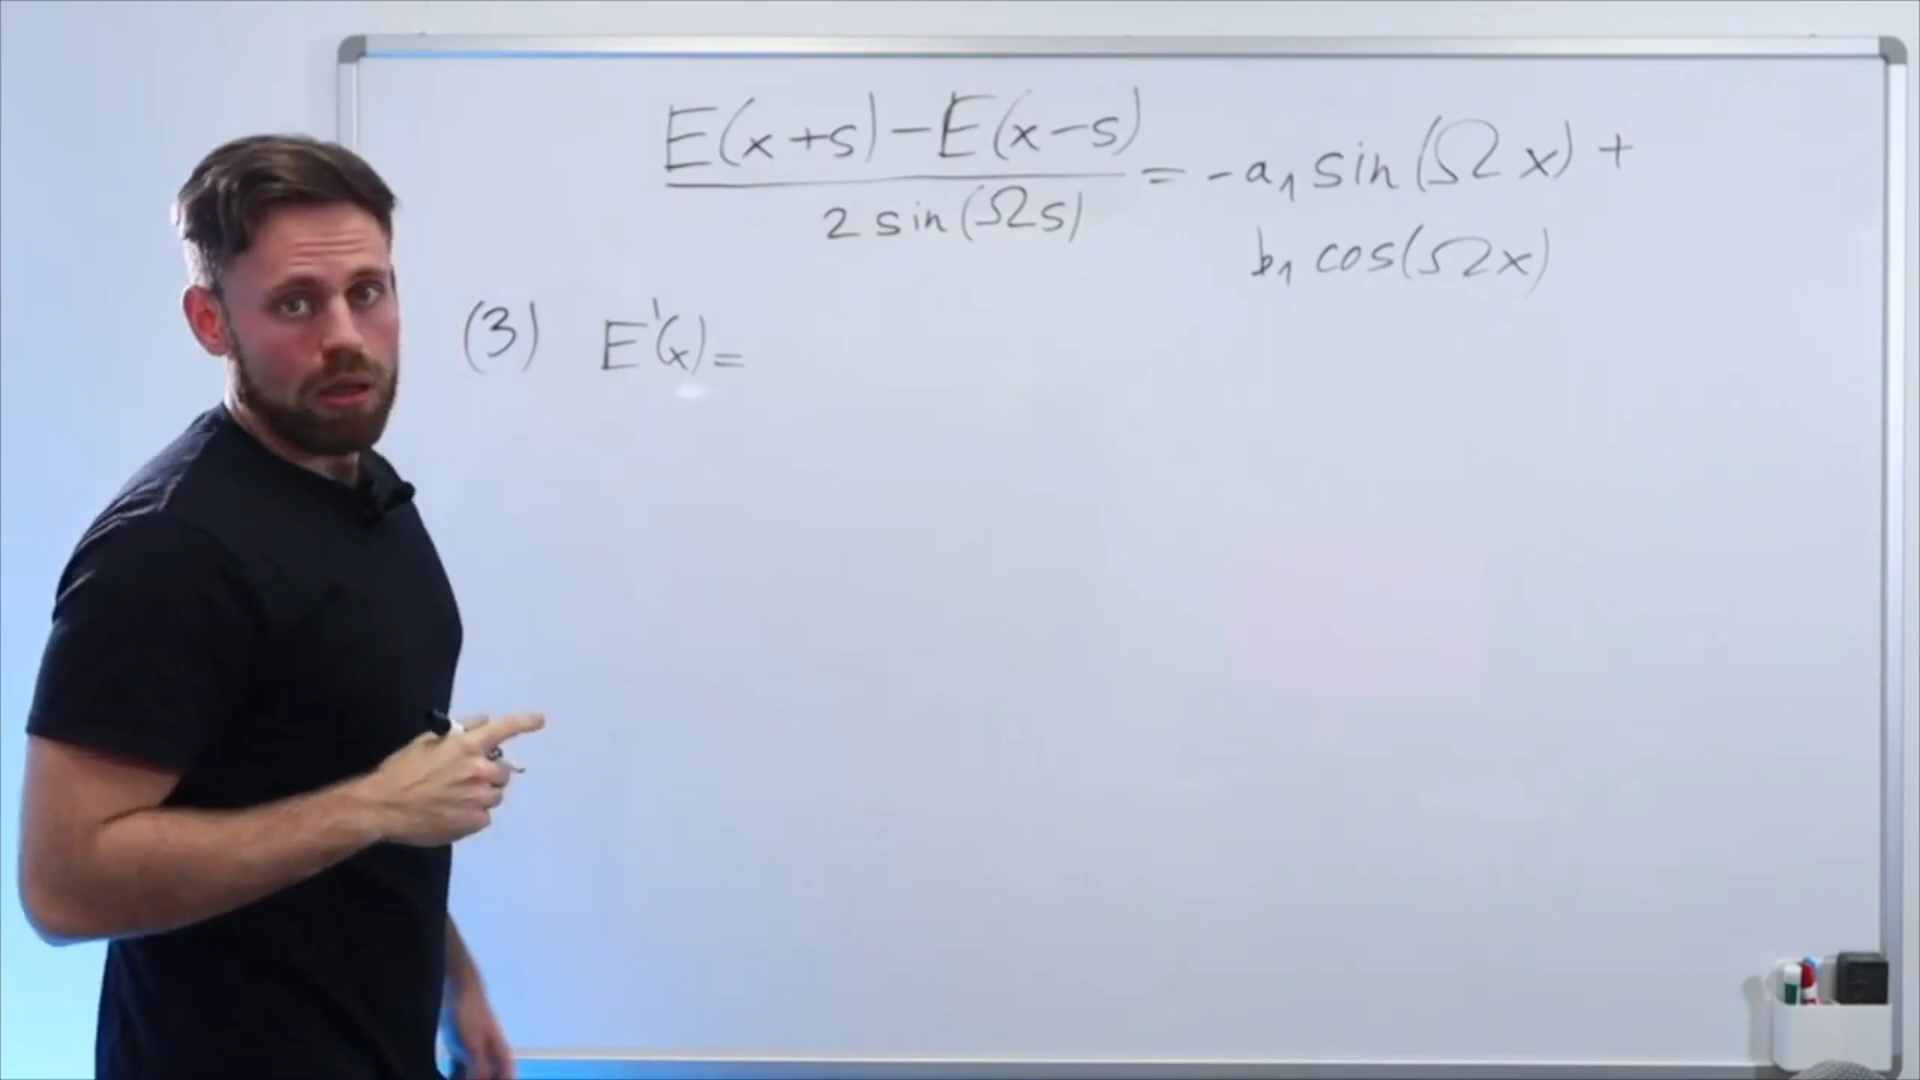 E(x+s) - E(x-s)
2 sin(Ωs)
= -a₁ sin(Ωx) +
b₁ cos(Ωx)
(3) E'(x) =